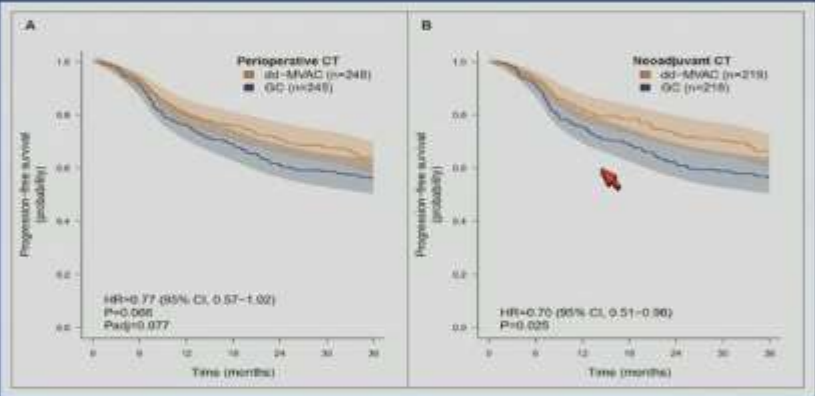 A
Perioperative CT
dd-MVAC (n=248)
GC (n=245)
Progression-free survival
(probability)
1.0
0.8
0.6
0.4
0.2
0.0
HR=0.77 (95% CI, 0.57-1.02)
P=0.066
Padj=0.077
0 6 12 18 24 30 36
Time (months)
B
Neoadjuvant CT
dd-MVAC (n=219)
GC (n=218)
Progression-free survival
(probability)
1.0
0.8
0.6
0.4
0.2
0.0
HR=0.70 (95% CI, 0.51-0.96)
P=0.025
0 6 12 18 24 30 36
Time (months)